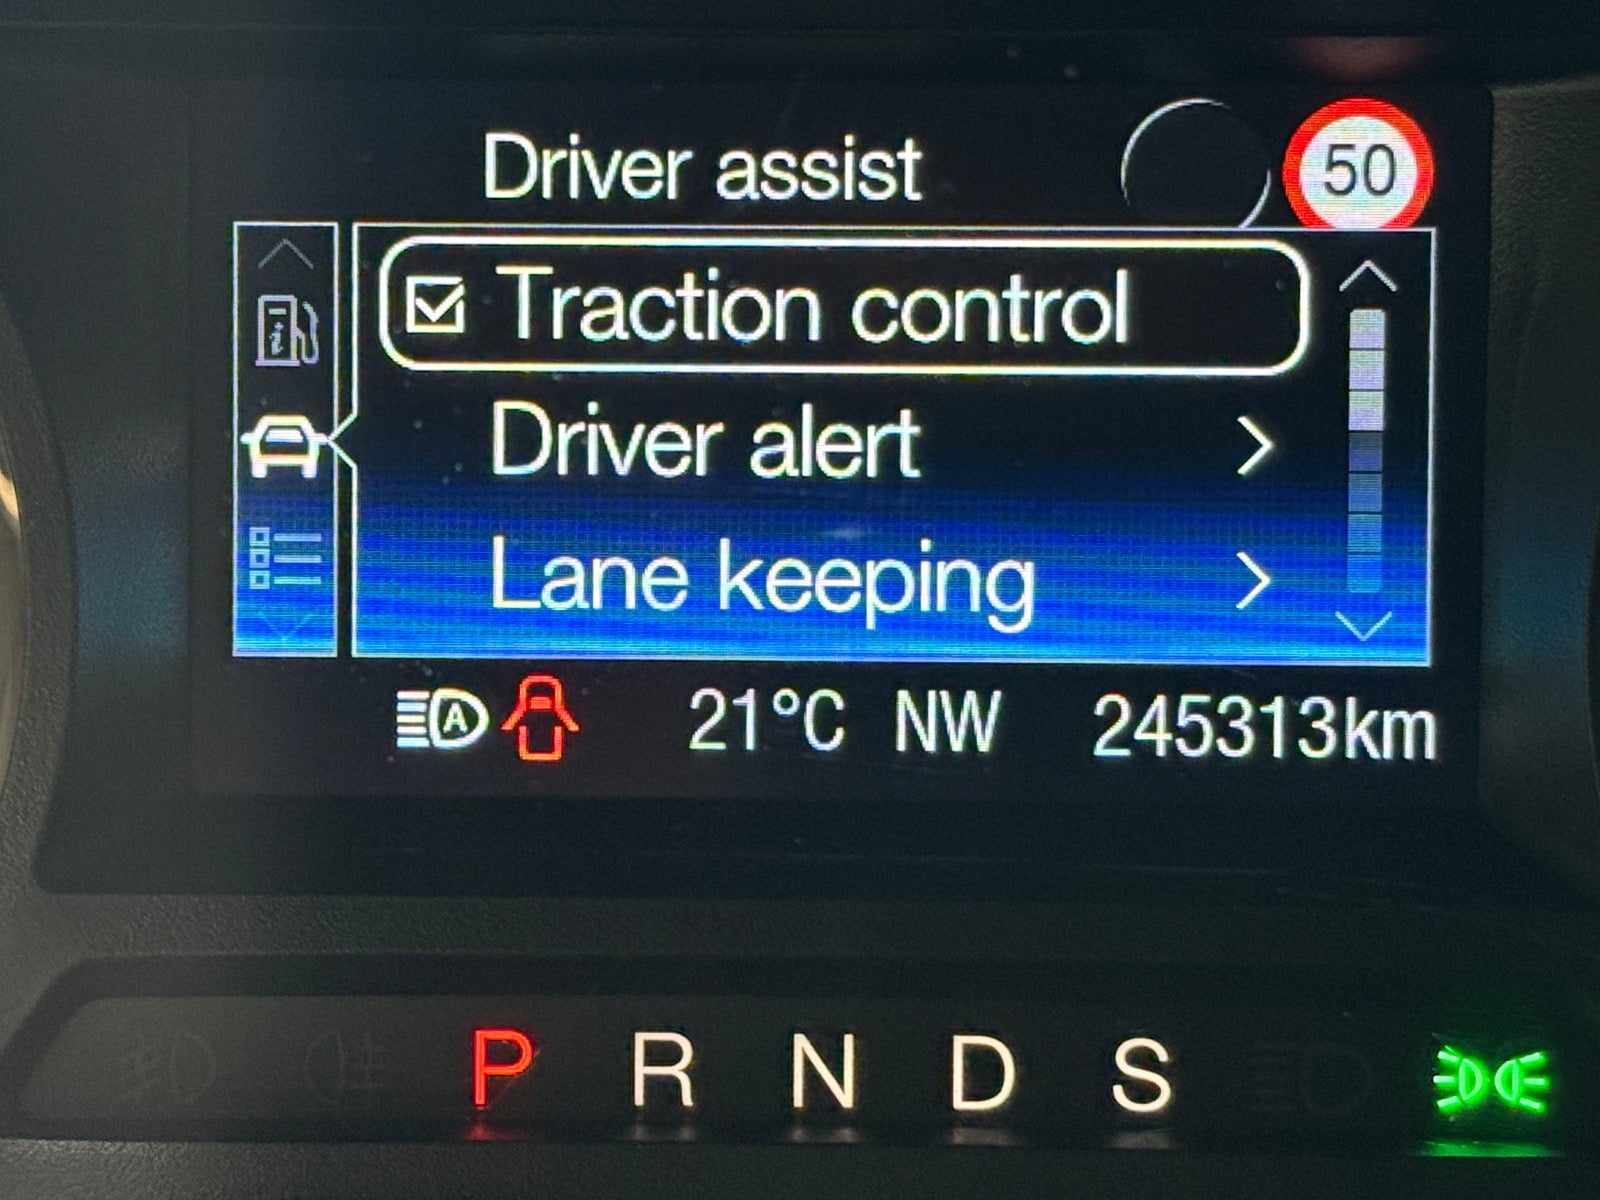 Driver assist
50
Traction control
Driver alert
Lane keeping
A
21°C NW 245313km
P R N D S